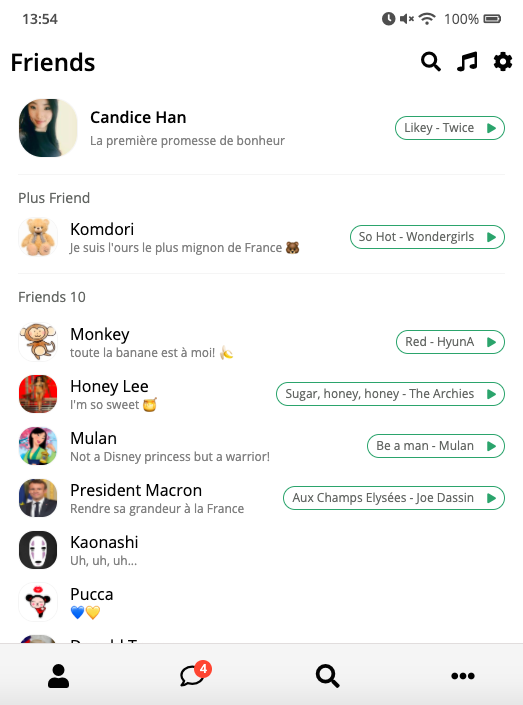 13:54
100%
Friends
Candice Han
La première promesse de bonheur
Likey - Twice
Plus Friend
Komdori
Je suis l'ours le plus mignon de France 🐻
So Hot - Wondergirls
Friends 10
Monkey
toute la banane est à moi! 🍌
Red - HyunA
Honey Lee
I'm so sweet 🍯
Sugar, honey, honey - The Archies
Mulan
Not a Disney princess but a warrior!
Be a man - Mulan
President Macron
Rendre sa grandeur à la France
Aux Champs Elysées - Joe Dassin
Kaonashi
Uh, uh, uh...
Pucca
💙💛
4